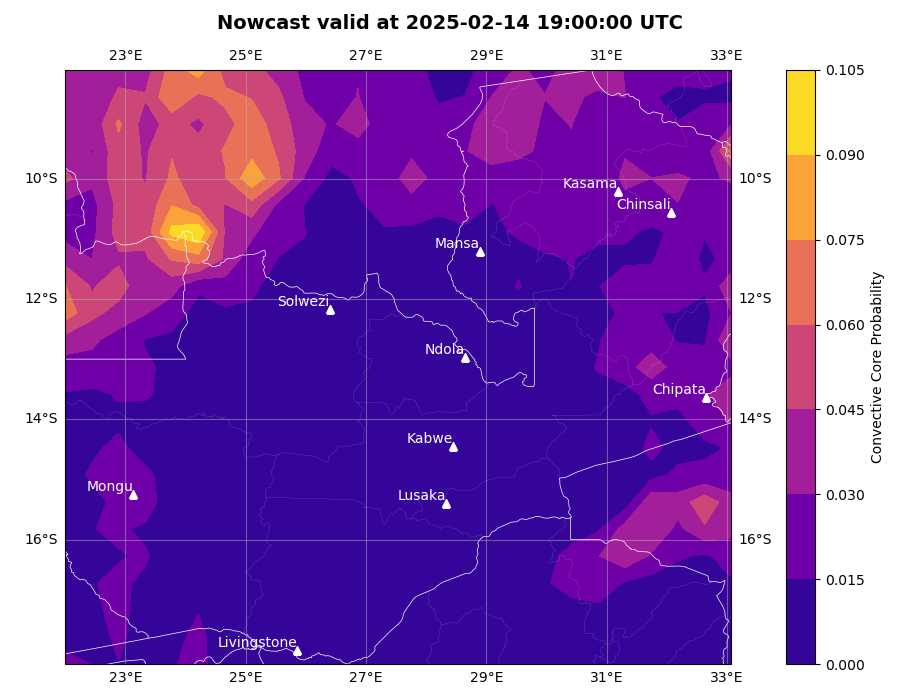 Nowcast valid at 2025-02-14 19:00:00 UTC
23°E 25°E 27°E 29°E 31°E 33°E
10°S 10°S
12°S 12°S
14°S 14°S
16°S 16°S
Kasama
Chinsali
Mansa
Solwezi
Ndola
Chipata
Kabwe
Mongu
Lusaka
Livingstone
23°E 25°E 27°E 29°E 31°E 33°E
0.105
0.090
0.075
0.060
0.045
0.030
0.015
0.000
Convective Core Probability